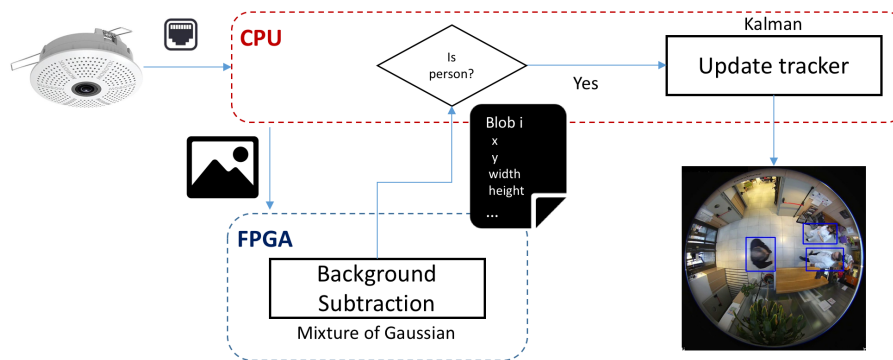 CPU
Is
person?
Yes
Kalman
Update tracker
Blob i
x
y
width
height
...
FPGA
Background
Subtraction
Mixture of Gaussian